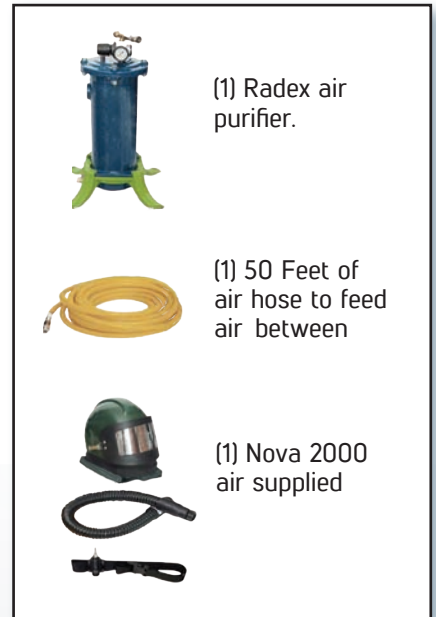 (1) Radex air
purifier.
(1) 50 Feet of
air hose to feed
air between
(1) Nova 2000
air supplied